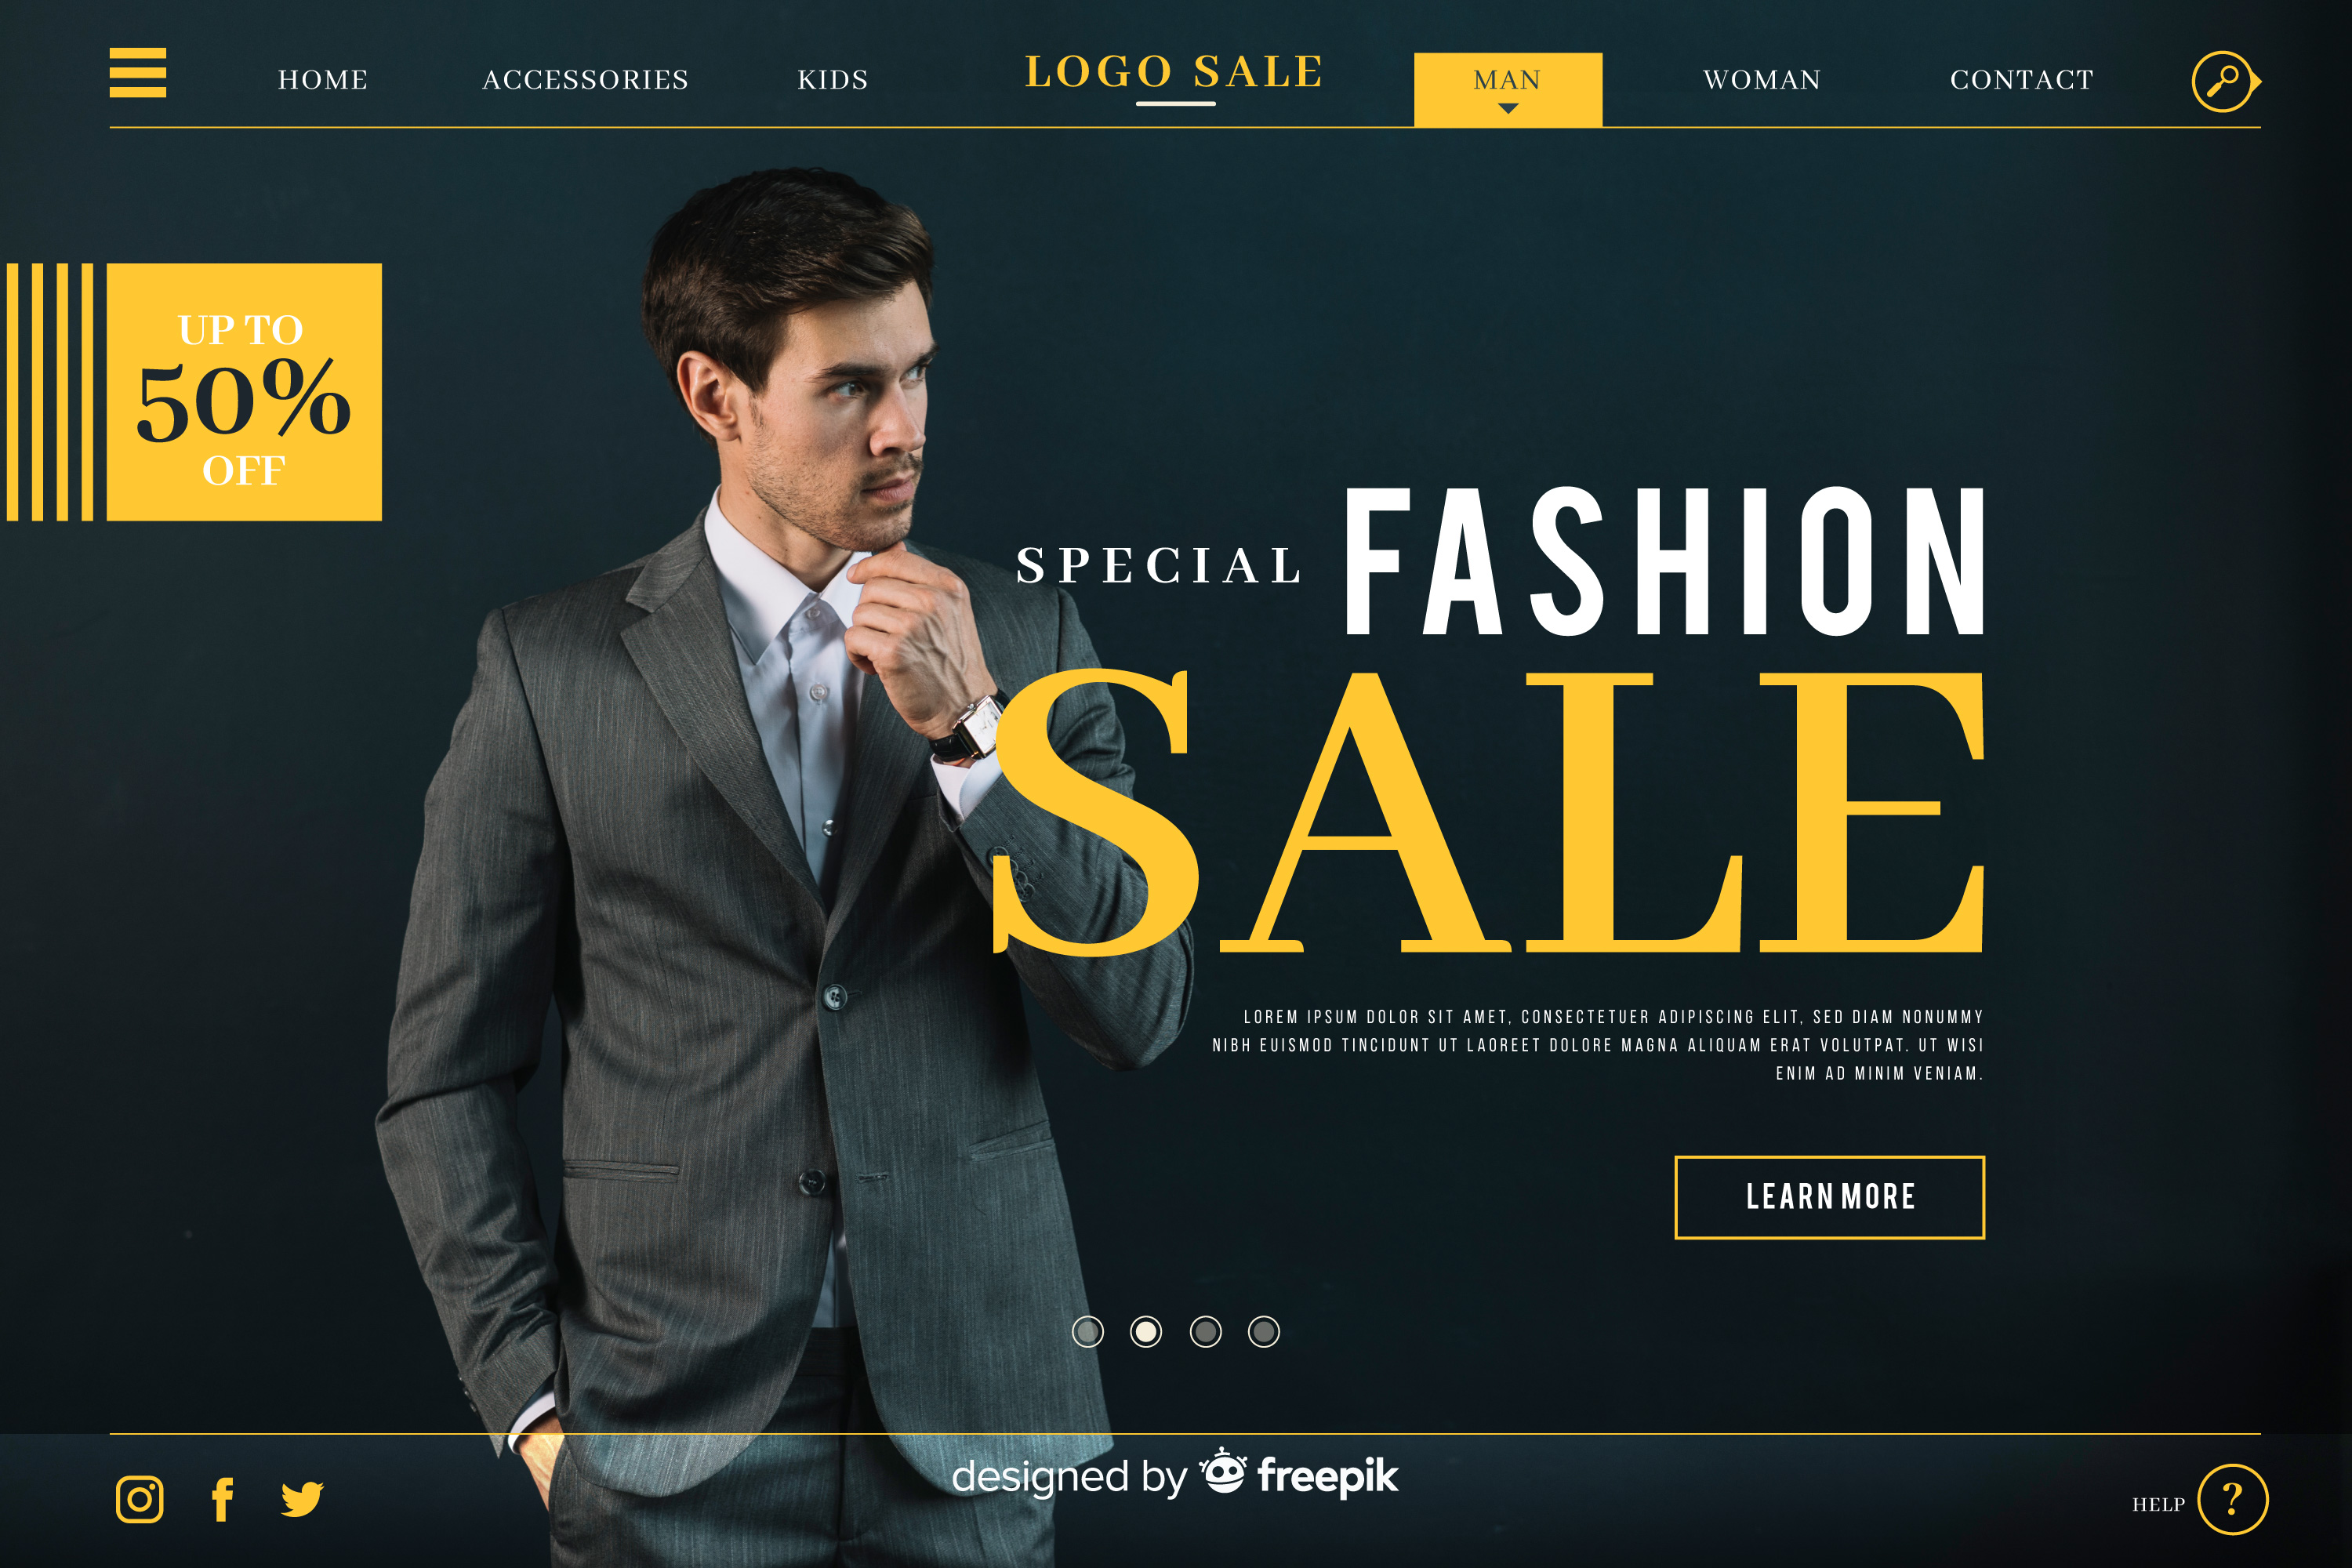 HOME ACCESSORIES KIDS LOGO SALE MAN WOMAN CONTACT
UP TO
50%
OFF
SPECIAL FASHION
SALE
LOREM IPSUM DOLOR SIT AMET, CONSECTETUER ADIPISCING ELIT, SED DIAM NONUMMY
NIBH EUISMOD TINCIDUNT UT LAOREET DOLORE MAGNA ALIQUAM ERAT VOLUTPAT. UT WISI
ENIM AD MINIM VENIAM.
LEARN MORE
designed by freepik
HELP ?